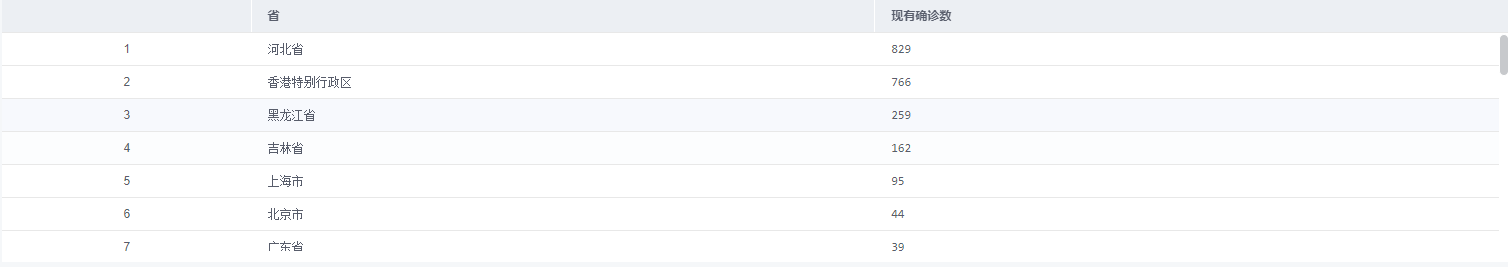 省 现有确诊数
1 河北省 829
2 香港特别行政区 766
3 黑龙江省 259
4 吉林省 162
5 上海市 95
6 北京市 44
7 广东省 39